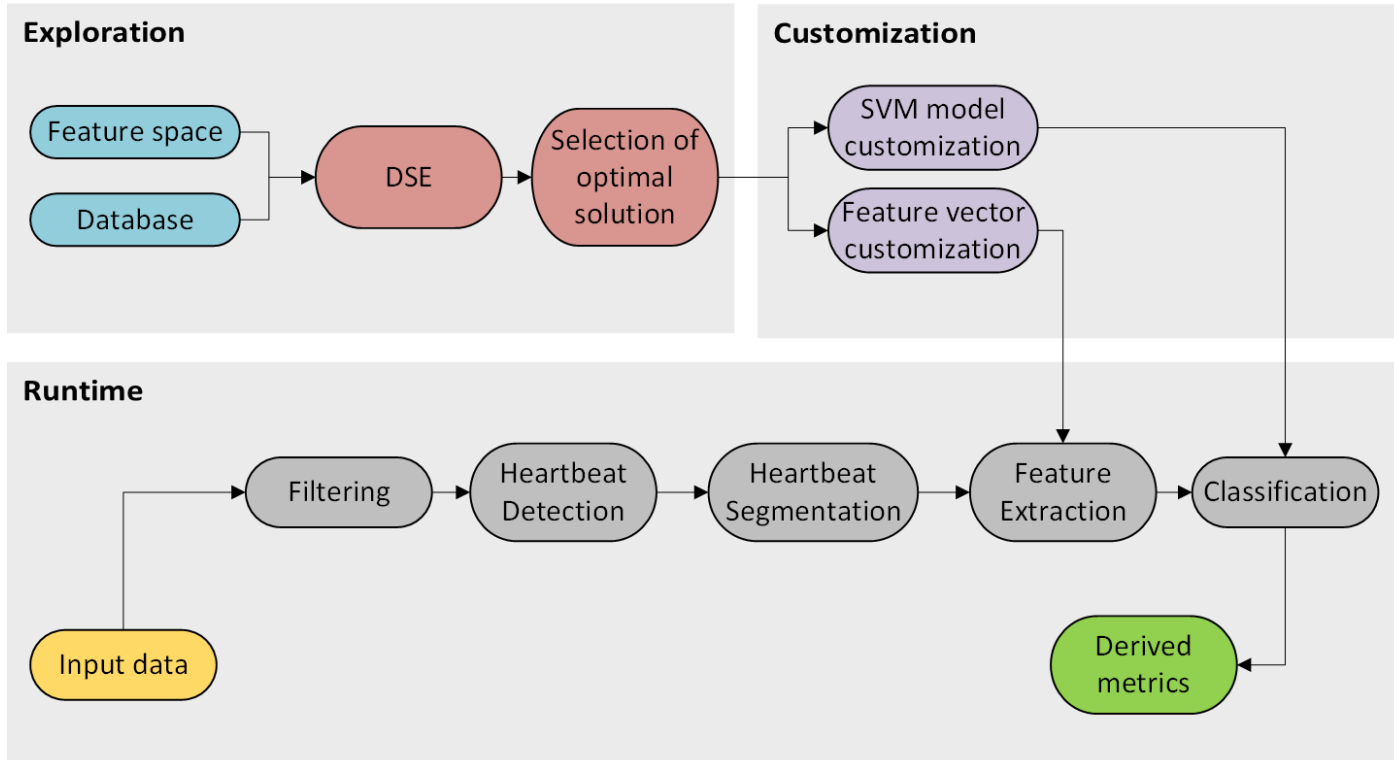 Exploration
Feature space
Database
DSE
Selection of
optimal
solution
Customization
SVM model
customization
Feature vector
customization
Runtime
Input data
Filtering
Heartbeat
Detection
Heartbeat
Segmentation
Feature
Extraction
Classification
Derived
metrics